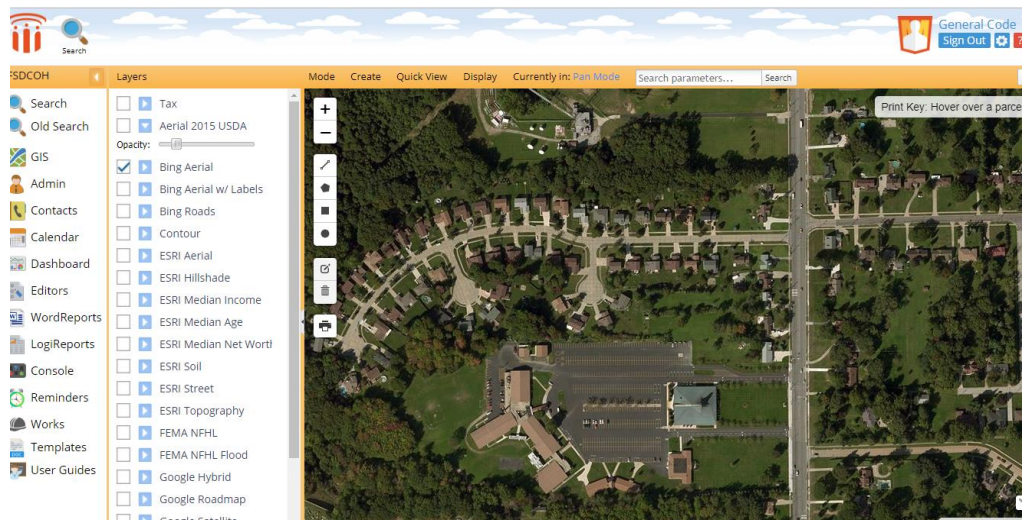 Search
General Code
Sign Out
?
FSDCOH
Layers
Mode Create Quick View Display Currently in: Pan Mode Search parameters... Search
Search
Old Search
GIS
Admin
Contacts
Calendar
Dashboard
Editors
WordReports
LogiReports
Console
Reminders
Works
Templates
User Guides
Tax
Aerial 2015 USDA
Opacity:
Bing Aerial
Bing Aerial w/ Labels
Bing Roads
Contour
ESRI Aerial
ESRI Hillshade
ESRI Median Income
ESRI Median Age
ESRI Median Net Worth
ESRI Soil
ESRI Street
ESRI Topography
FEMA NFHL
FEMA NFHL Flood
Google Hybrid
Google Roadmap
Google Satellite
+
−
Print Key: Hover over a parce